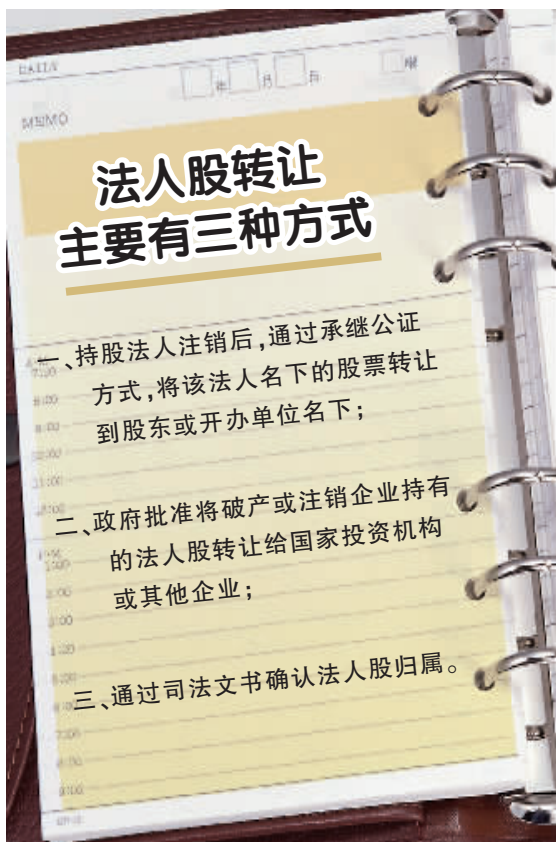 DAILY
年 月 日
MEMO
法人股转让
主要有三种方式
一、持股法人注销后,通过承继公证
方式,将该法人名下的股票转让
到股东或开办单位名下;
二、政府批准将破产或注销企业持有
的法人股转让给国家投资机构
或其他企业;
三、通过司法文书确认法人股归属。